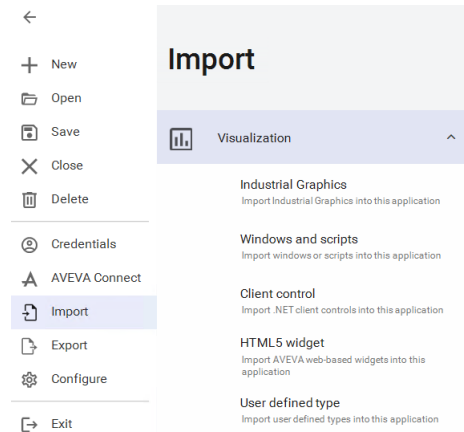 New
Open
Save
Close
Delete
Credentials
AVEVA Connect
Import
Export
Configure
Exit
Import
Visualization
Industrial Graphics
Import Industrial Graphics into this application
Windows and scripts
Import windows or scripts into this application
Client control
Import .NET client controls into this application
HTML5 widget
Import AVEVA web-based widgets into this
application
User defined type
Import user defined types into this application